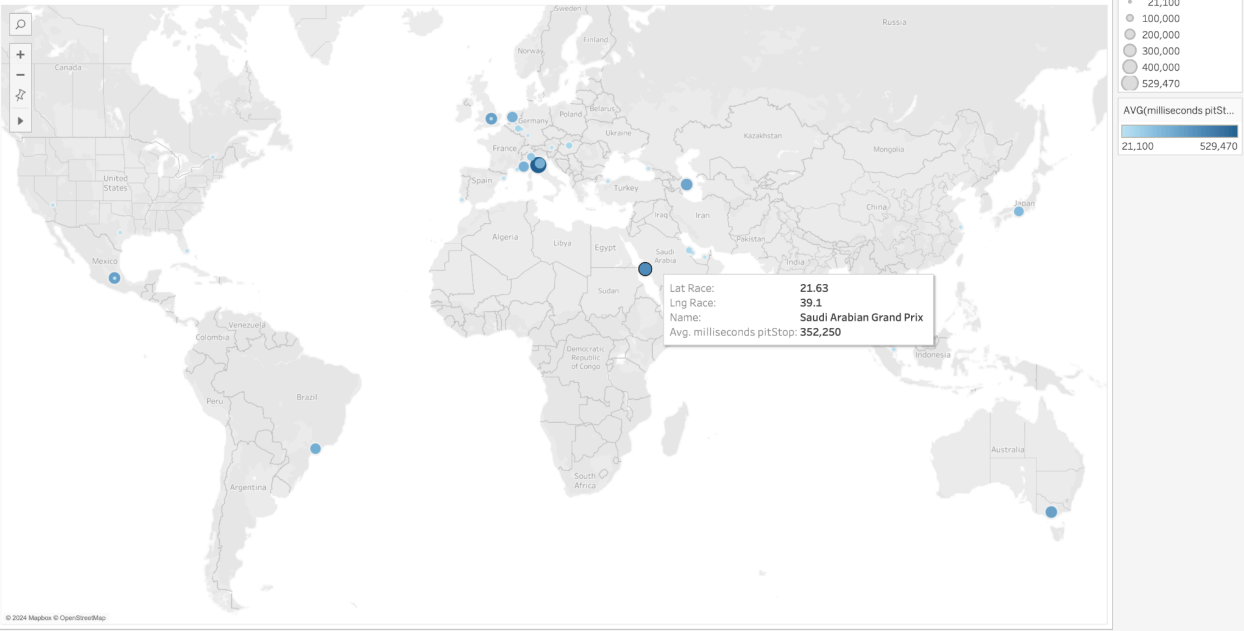 21,100
100,000
200,000
300,000
400,000
529,470
AVG(milliseconds pitSt...
21,100 529,470
Sweden
Russia
Finland
Norway
Canada
Poland
Belarus
Germany
Ukraine
Kazakhstan
France
Mongolia
United
States
Spain
Turkey
Japan
China
Iraq
Iran
Algeria
Libya
Egypt
Saudi
Arabia
Pakistan
Mexico
India
Sudan
Lat Race: 21.63
Lng Race: 39.1
Name: Saudi Arabian Grand Prix
Avg. milliseconds pitStop: 352,250
Venezuela
Colombia
Democratic
Republic
of Congo
Indonesia
Peru
Brazil
Australia
South
Africa
Argentina
© 2024 Mapbox © OpenStreetMap